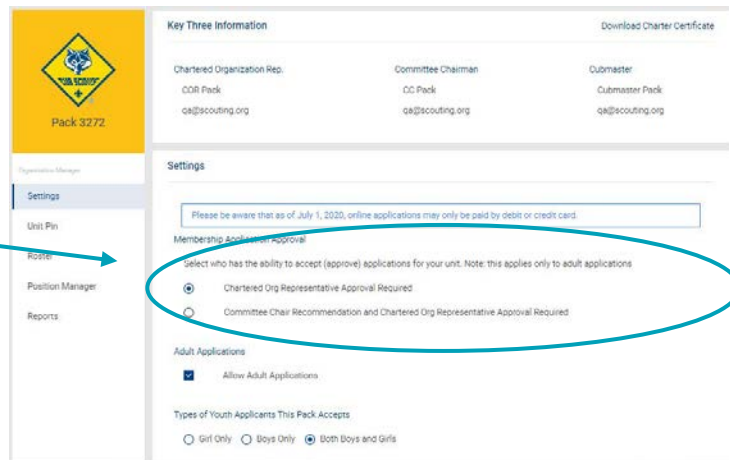 Key Three Information
Download Charter Certificate
CUB SCOUTS
Pack 3272
Chartered Organization Rep.
COR Pack
qa@scouting.org
Committee Chairman
CC Pack
qa@scouting.org
Cubmaster
Cubmaster Pack
qa@scouting.org
Organization Manager
Settings
Unit Pin
Roster
Position Manager
Reports
Settings
Please be aware that as of July 1, 2020, online applications may only be paid by debit or credit card.
Membership Application Approval
Select who has the ability to accept (approve) applications for your unit. Note: this applies only to adult applications
Chartered Org Representative Approval Required
Committee Chair Recommendation and Chartered Org Representative Approval Required
Adult Applications
Allow Adult Applications
Types of Youth Applicants This Pack Accepts
Girl Only
Boys Only
Both Boys and Girls